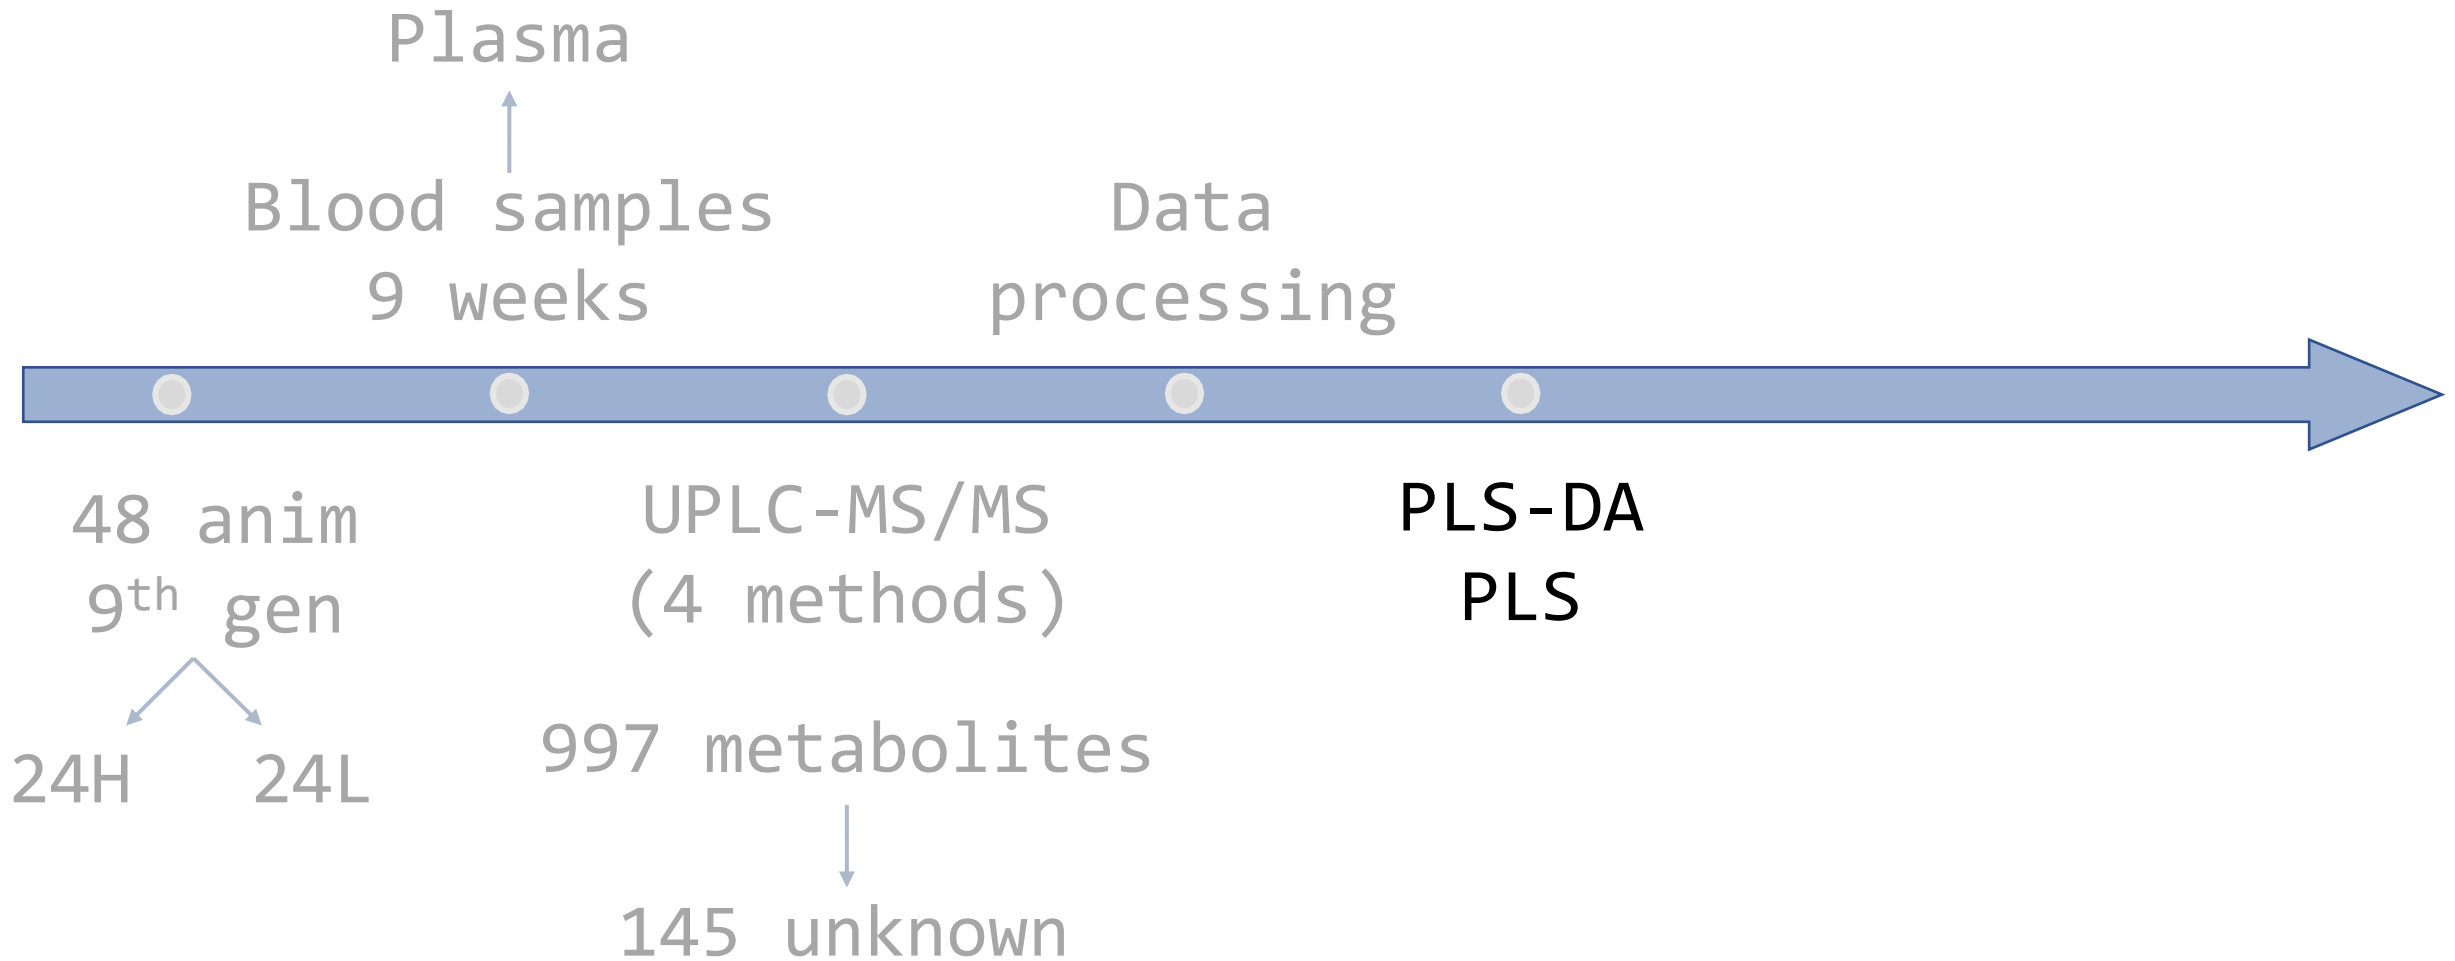 Plasma
Blood samples
9 weeks
Data
processing
48 anim
9th gen
24H 24L
UPLC-MS/MS
(4 methods)
997 metabolites
145 unknown
PLS-DA
PLS